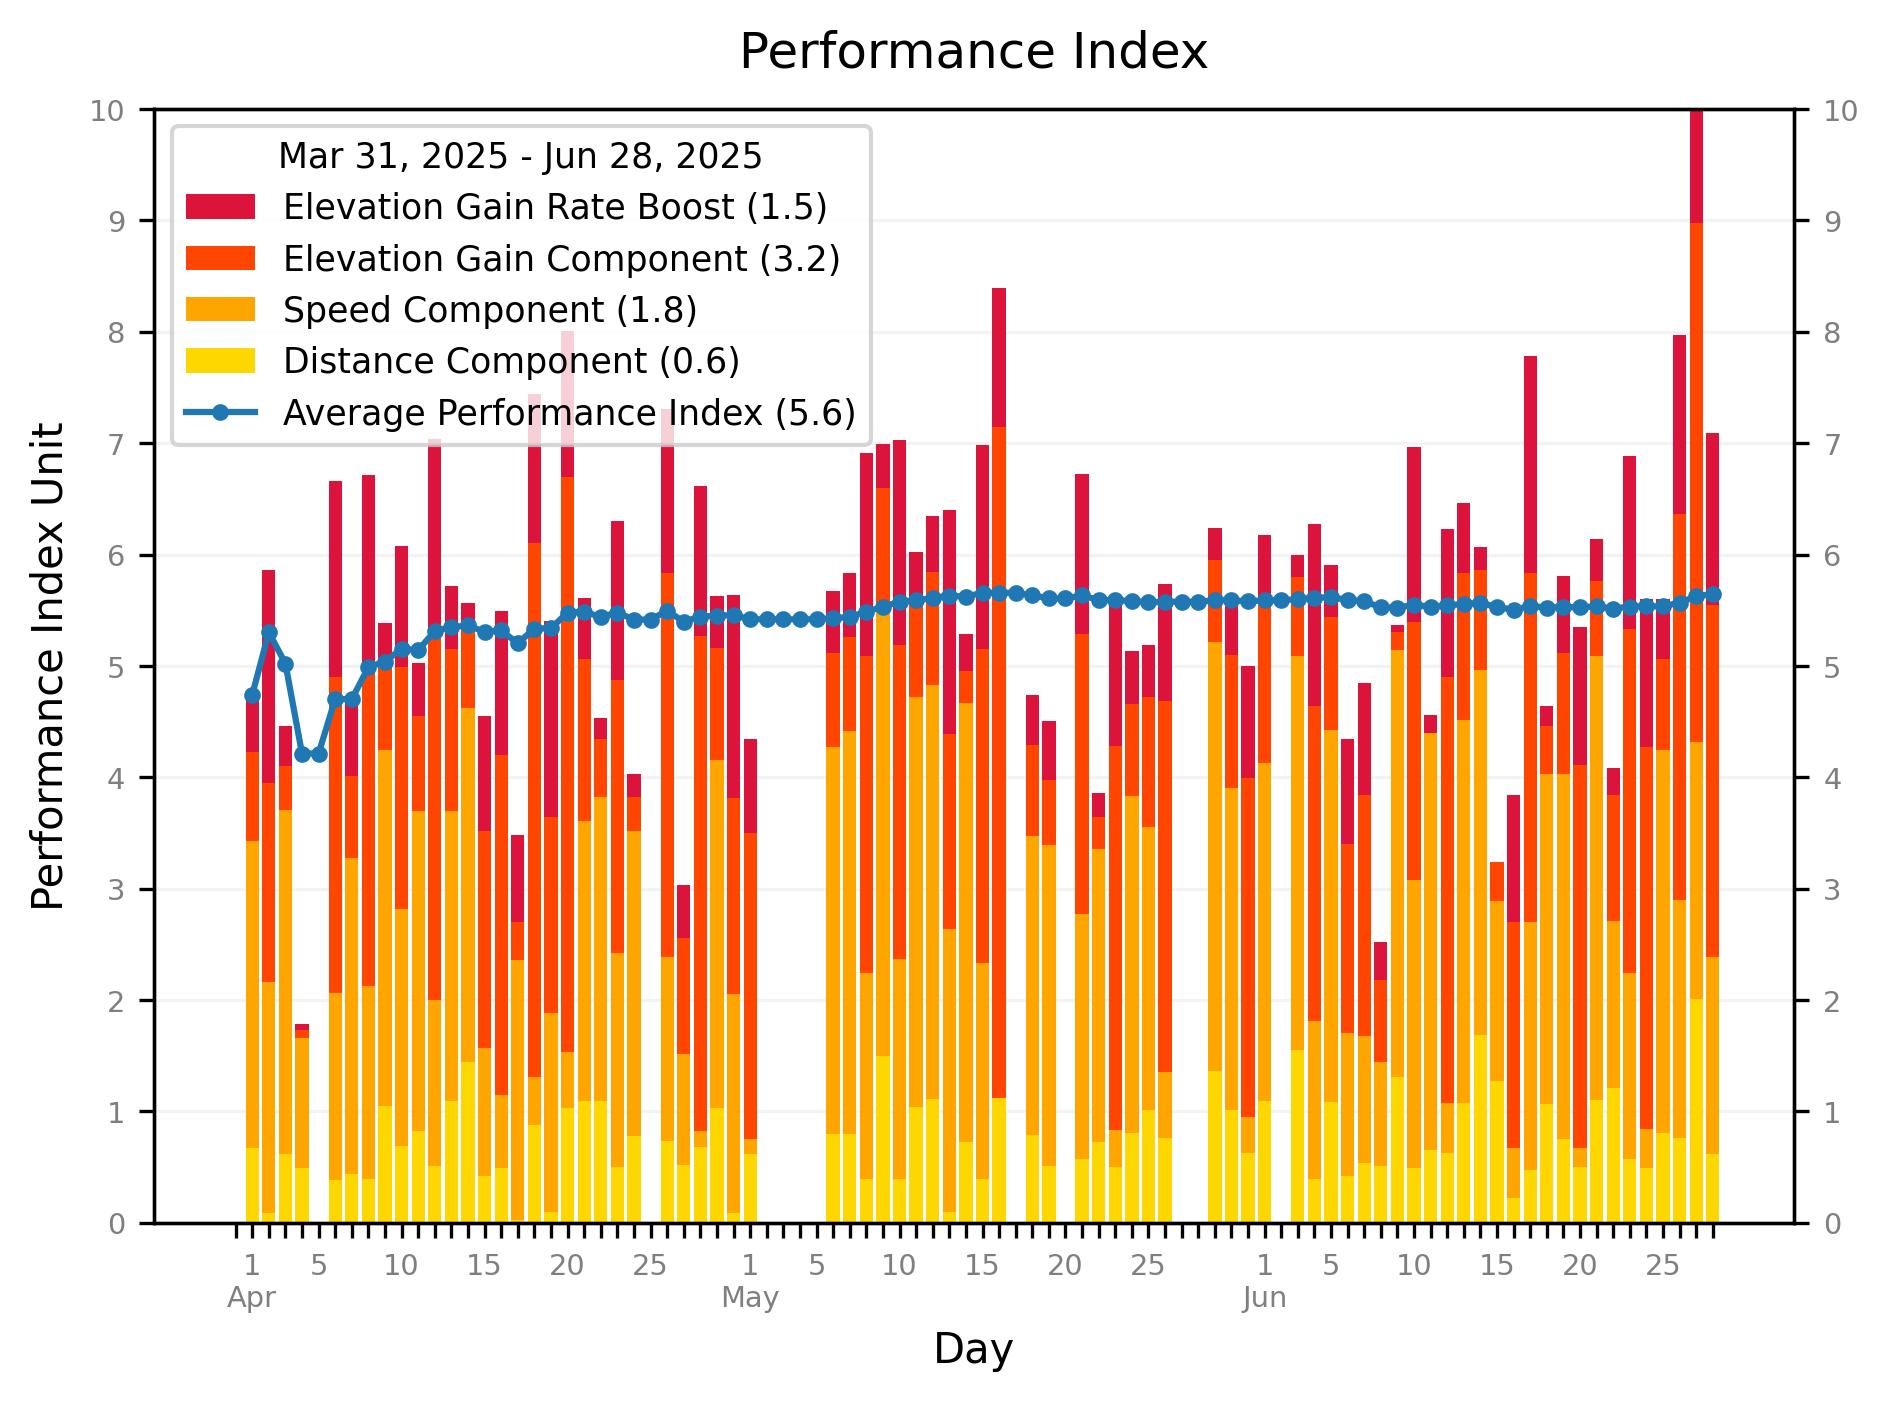 Performance Index
Mar 31, 2025 - Jun 28, 2025
Elevation Gain Rate Boost (1.5)
Elevation Gain Component (3.2)
Speed Component (1.8)
Distance Component (0.6)
Average Performance Index (5.6)
Performance Index Unit
10
9
8
7
6
5
4
3
2
1
0
10
9
8
7
6
5
4
3
2
1
0
1 5 10 15 20 25 1 5 10 15 20 25 1 5 10 15 20 25
Apr May Jun
Day